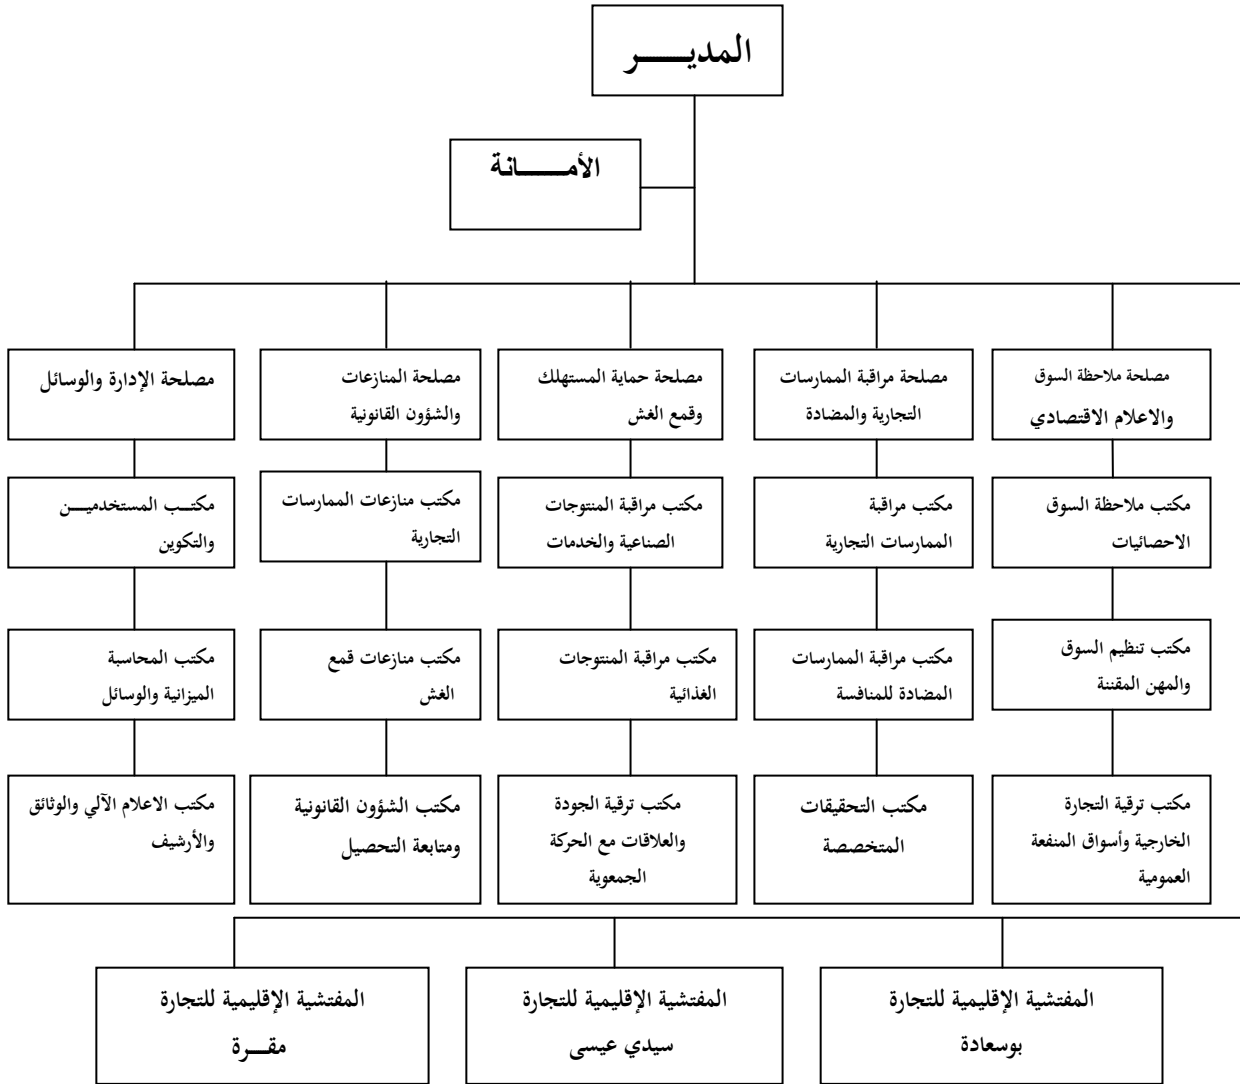 المديـــــر
الأمـــــانة
مصلحة ملاحظة السوق
والاعلام الاقتصادي
مصلحة مراقبة الممارسات
التجارية والمضادة
مصلحة حماية المستهلك
وقمع الغش
مصلحة المنازعات
والشؤون القانونية
مصلحة الإدارة والوسائل
مكتب ملاحظة السوق
الاحصائيات
مكتب مراقبة
الممارسات التجارية
مكتب مراقبة المنتوجات
الصناعية والخدمات
مكتب منازعات الممارسات
التجارية
مكتــب المستخدميــــن
والتكوين
مكتب تنظيم السوق
والمهن المقننة
مكتب مراقبة الممارسات
المضادة للمنافسة
مكتب مراقبة المنتوجات
الغذائية
مكتب منازعات قمع
الغش
مكتب المحاسبة
الميزانية والوسائل
مكتب ترقية التجارة
الخارجية وأسواق المنفعة
العمومية
مكتب التحقيقات
المتخصصة
مكتب ترقية الجودة
والعلاقات مع الحركة
الجمعوية
مكتب الشؤون القانونية
ومتابعة التحصيل
مكتب الاعلام الآلي والوثائق
والأرشيف
المفتشية الإقليمية للتجارة
بوسعادة
المفتشية الإقليمية للتجارة
سيدي عيسى
المفتشية الإقليمية للتجارة
مقـــرة